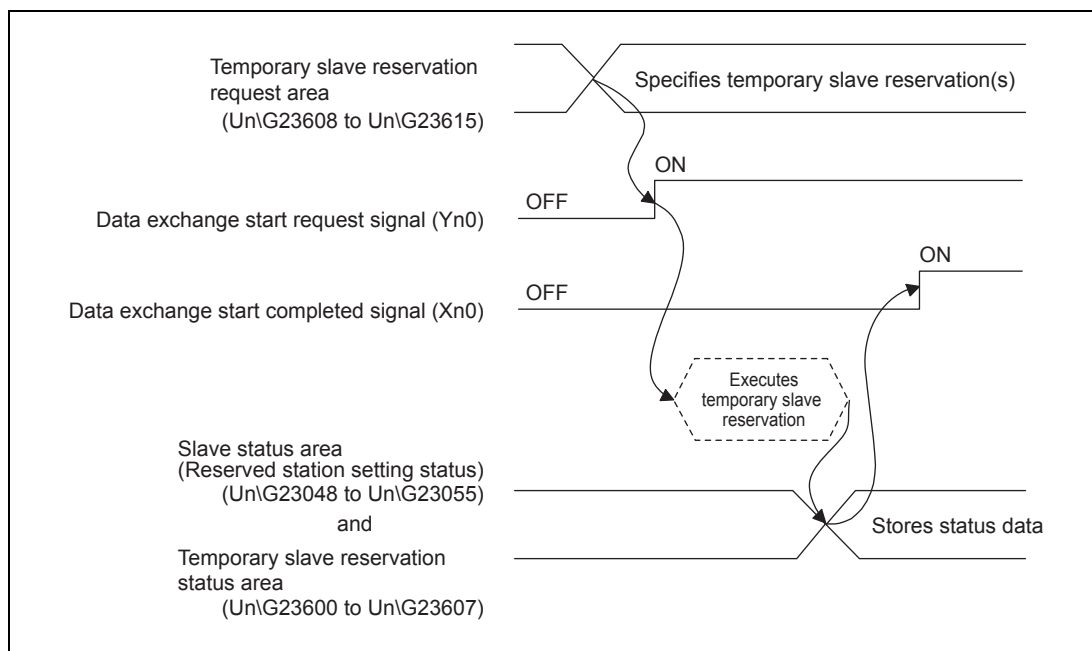 Temporary slave reservation
request area
(Un\G23608 to Un\G23615)
Specifies temporary slave reservation(s)
ON
OFF
Data exchange start request signal (Yn0)
ON
OFF
Data exchange start completed signal (Xn0)
Executes
temporary slave
reservation
Slave status area
(Reserved station setting status)
(Un\G23048 to Un\G23055)
and
Stores status data
Temporary slave reservation
status area
(Un\G23600 to Un\G23607)